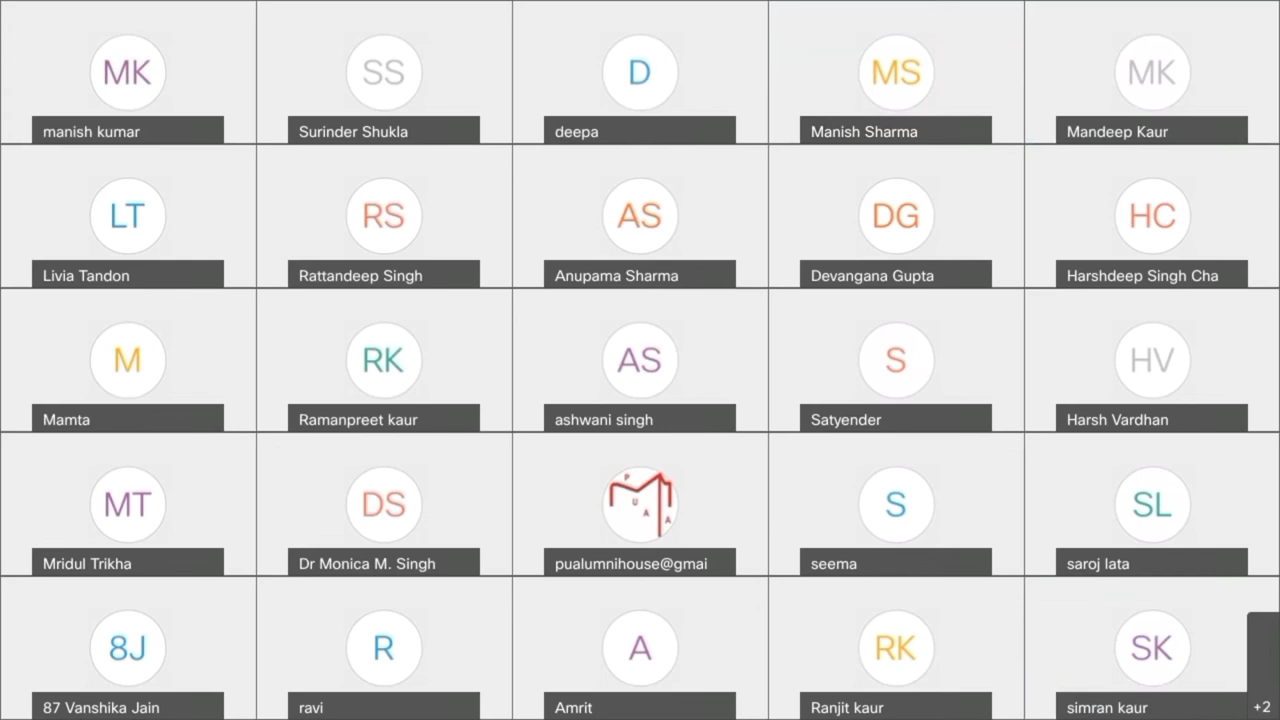 MK
manish kumar
SS
Surinder Shukla
D
deepa
MS
Manish Sharma
MK
Mandeep Kaur
LT
Livia Tandon
RS
Rattandeep Singh
AS
Anupama Sharma
DG
Devangana Gupta
HC
Harshdeep Singh Cha
M
Mamta
RK
Ramanpreet kaur
AS
ashwani singh
S
Satyender
HV
Harsh Vardhan
MT
Mridul Trikha
DS
Dr Monica M. Singh
P
U
A
A
pualumnihouse@gmai
S
seema
SL
saroj lata
8J
87 Vanshika Jain
R
ravi
A
Amrit
RK
Ranjit kaur
SK
simran kaur
+2